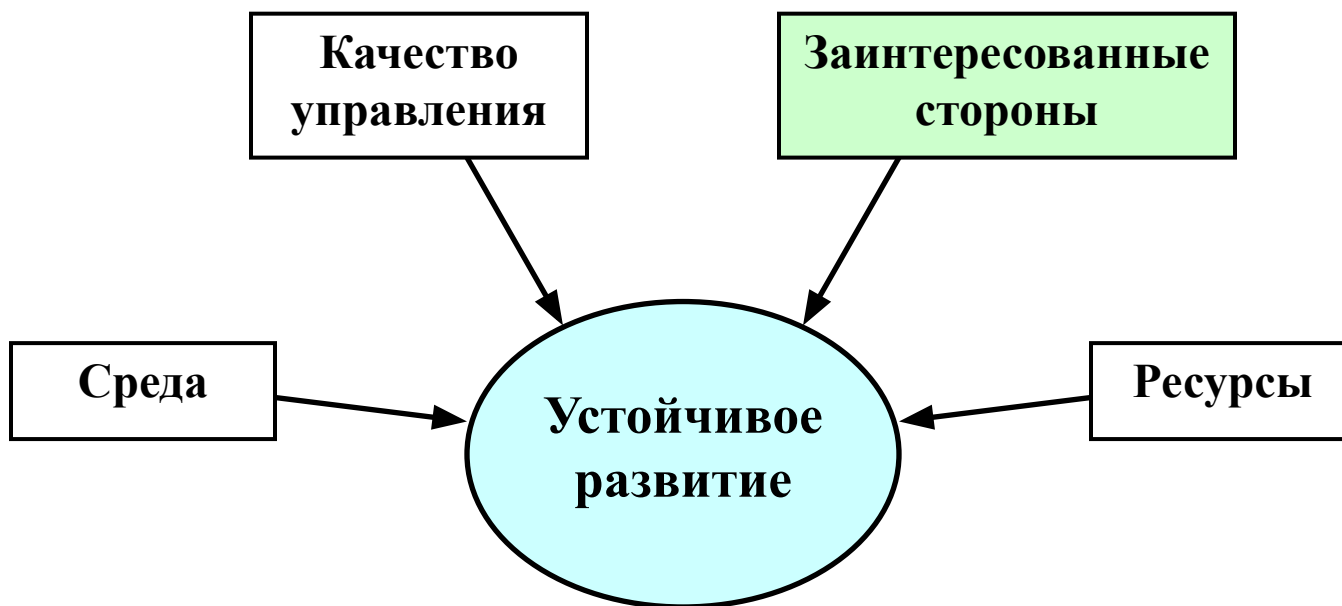 Качество
управления
Заинтересованные
стороны
Среда
Устойчивое
развитие
Ресурсы